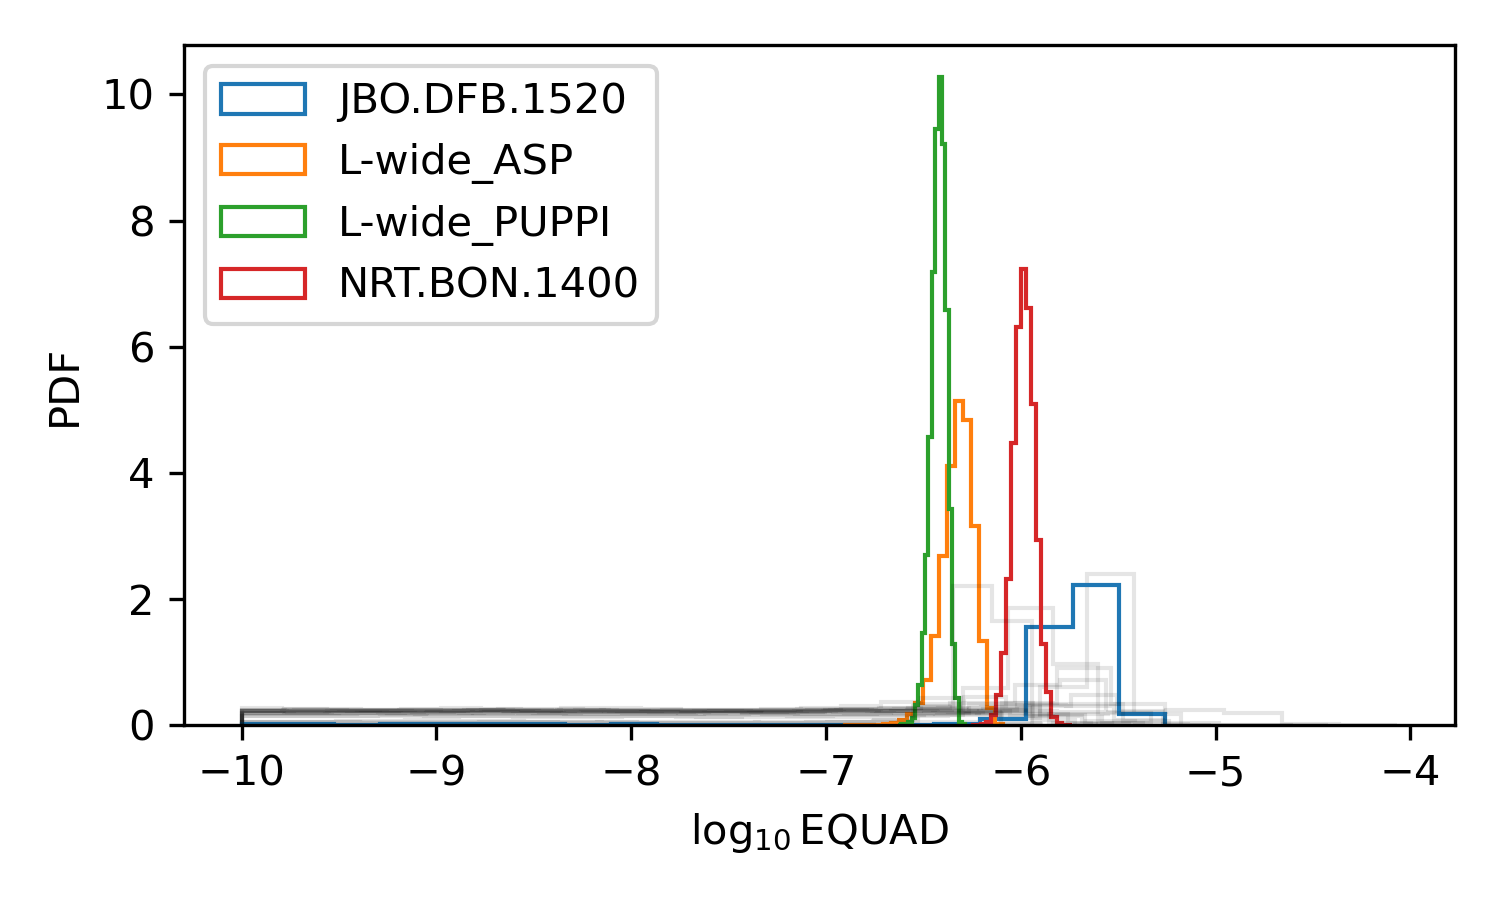 JBO.DFB.1520
L-wide_ASP
L-wide_PUPPI
NRT.BON.1400
10
8
6
4
2
0
PDF
−10 −9 −8 −7 −6 −5 −4
log₁₀ EQUAD